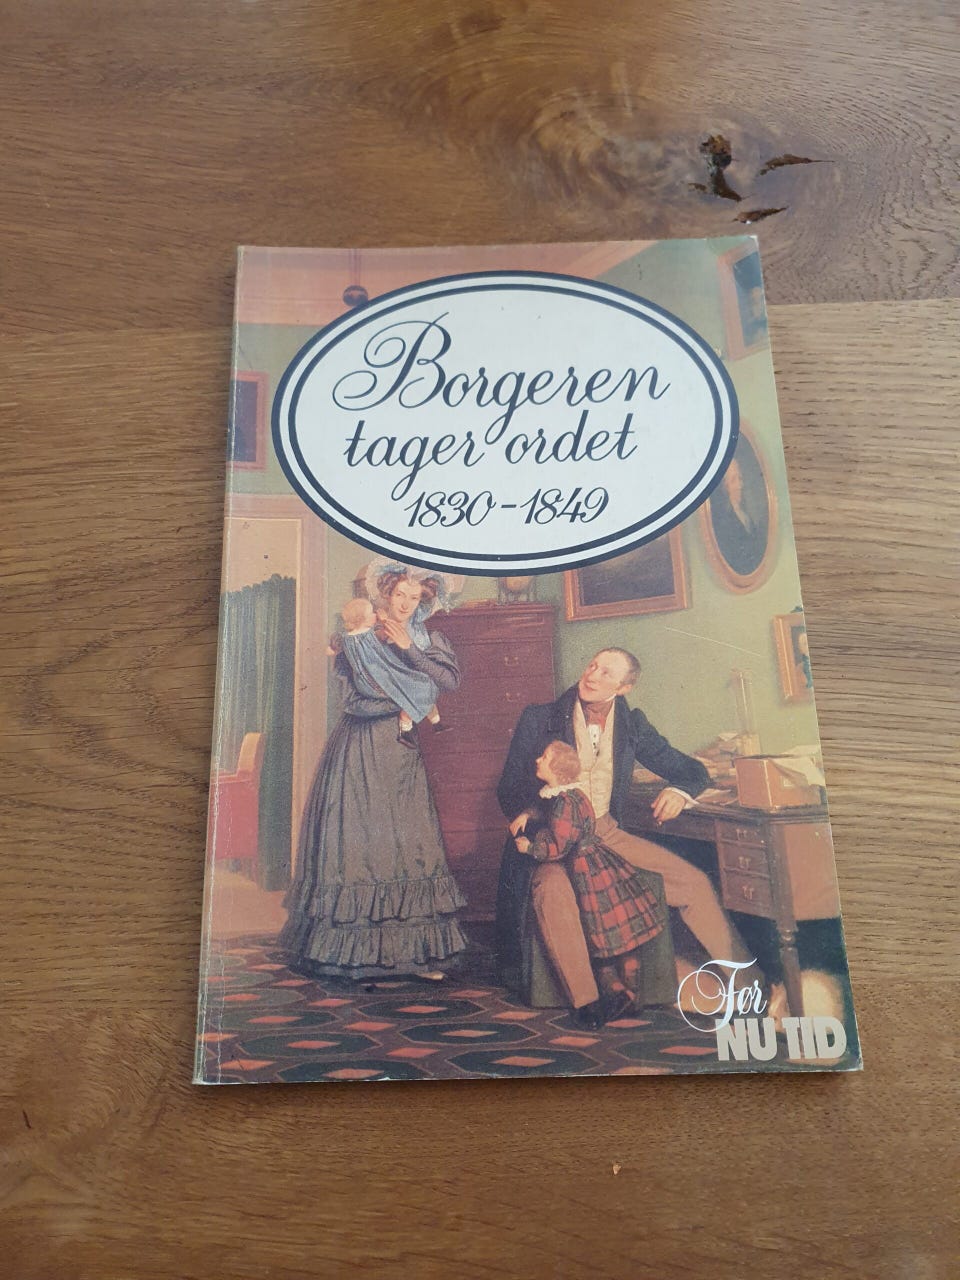 Borgeren
tager ordet
1830-1849
Før
NU TID